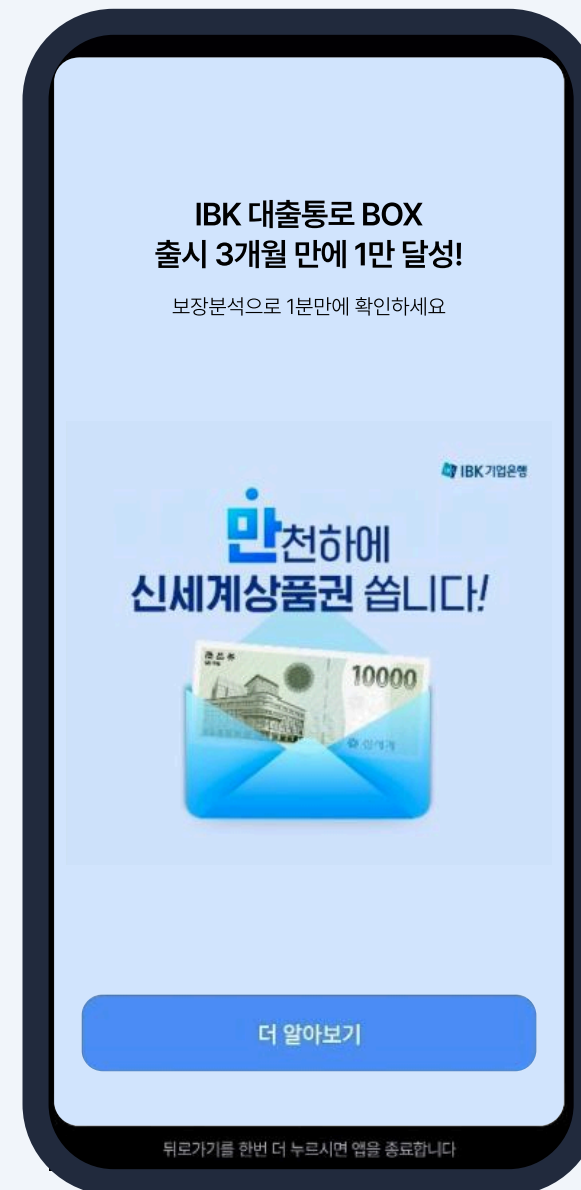 IBK 대출통로 BOX
출시 3개월 만에 1만 달성!
보장분석으로 1분만에 확인하세요
IBK 기업은행
만천하에
신세계상품권 쏩니다!
10000
신세계
더 알아보기
뒤로가기를 한번 더 누르시면 앱을 종료합니다